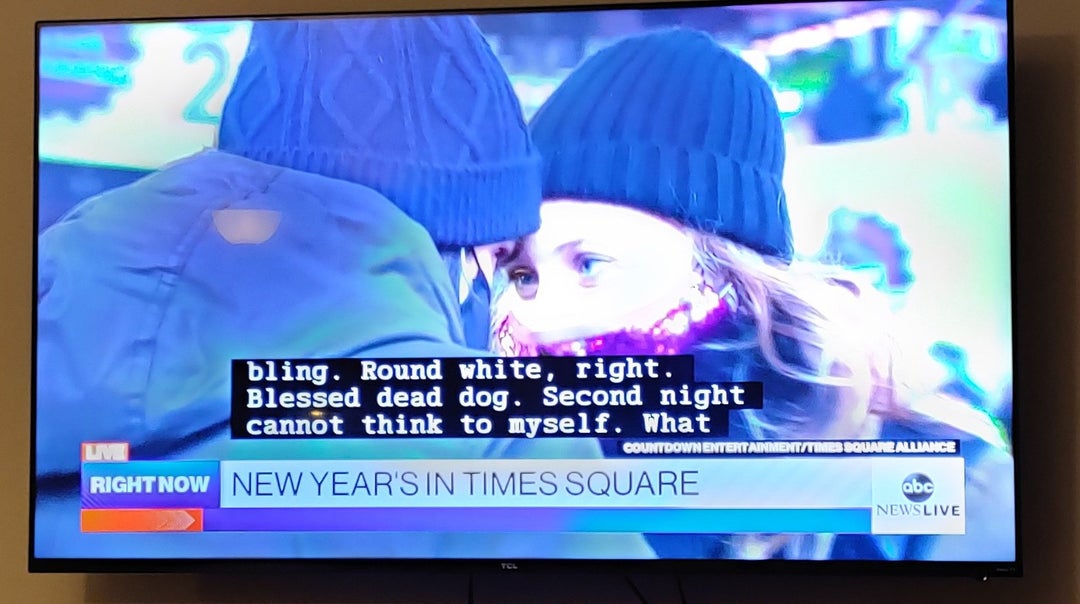 2
bling. Round white, right.
Blessed dead dog. Second night
cannot think to myself. What
COUNTDOWN ENTERTAINMENT/TIMES SQUARE ALLIANCE
LIVE
RIGHT NOW
NEW YEAR'S IN TIMES SQUARE
abc
NEWS LIVE
TCL